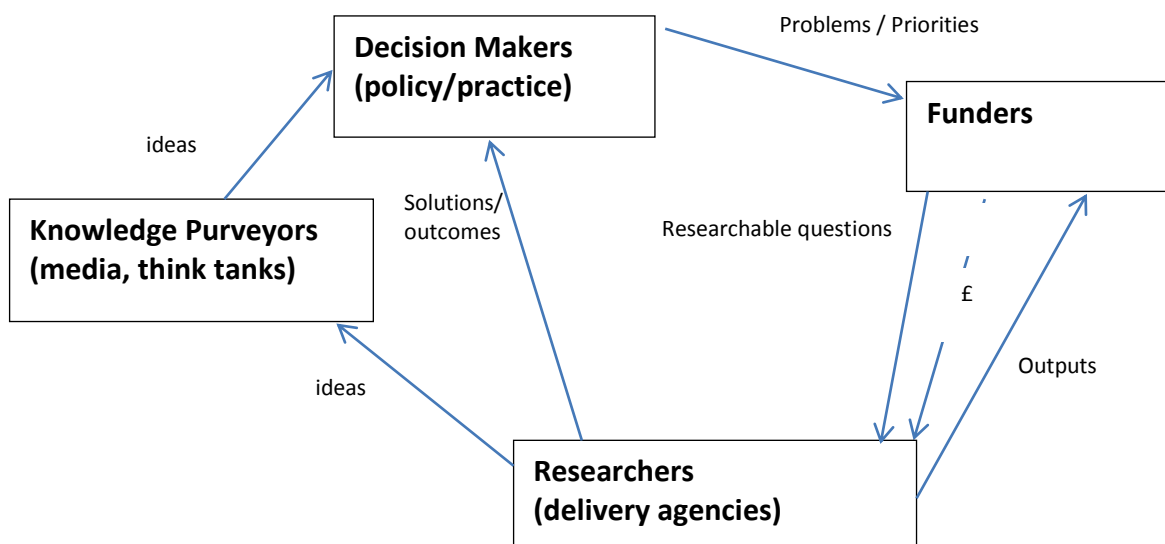 Problems / Priorities
Decision Makers
(policy/practice)
Funders
ideas
Solutions/
outcomes
Knowledge Purveyors
(media, think tanks)
Researchable questions
£
Outputs
ideas
Researchers
(delivery agencies)